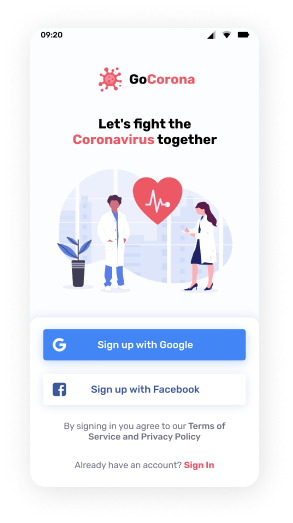 09:20
GoCorona
Let's fight the
Coronavirus together
Sign up with Google
Sign up with Facebook
By signing in you agree to our Terms of
Service and Privacy Policy
Already have an account? Sign In